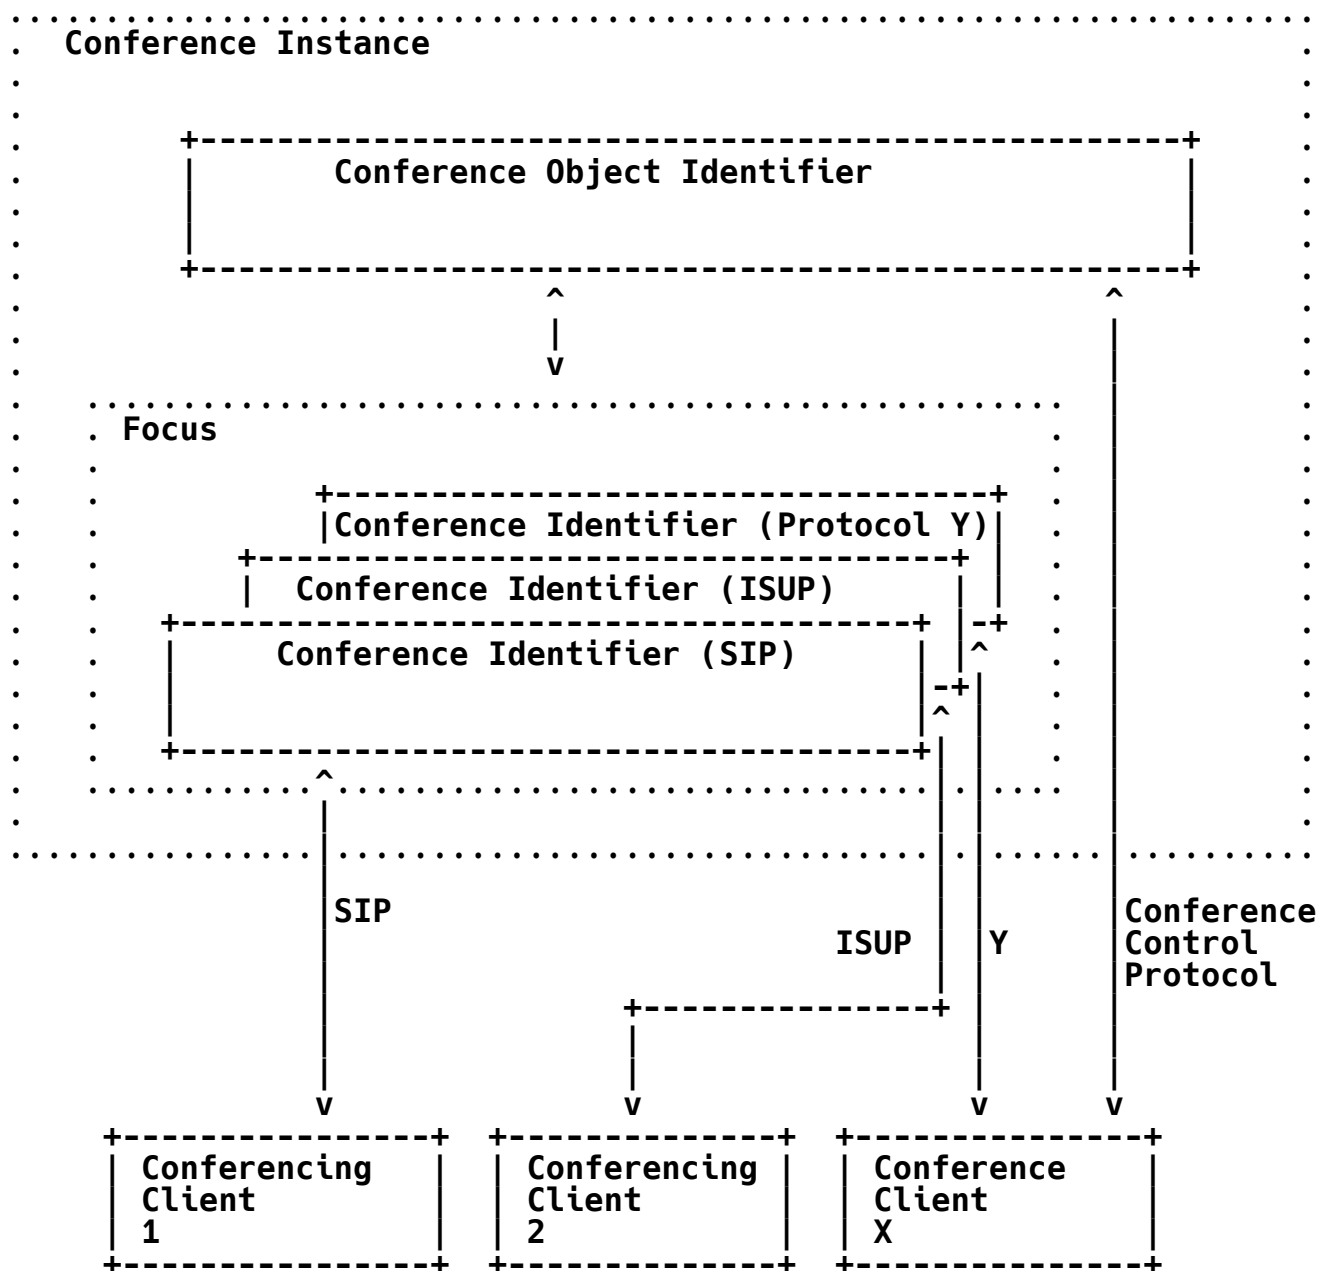 Conference Instance
Conference Object Identifier
Focus
Conference Identifier (Protocol Y)
Conference Identifier (ISUP)
Conference Identifier (SIP)
SIP
ISUP
Y
Conference
Control
Protocol
Conferencing
Client
1
Conferencing
Client
2
Conference
Client
X